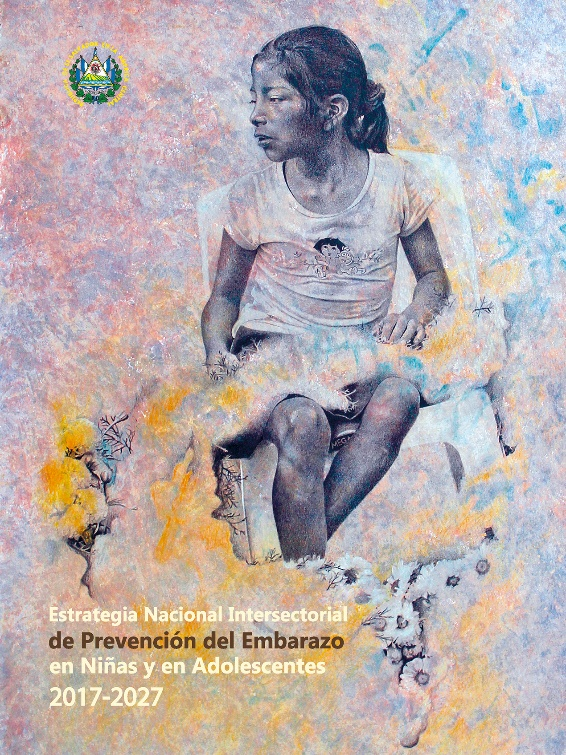 Estrategia Nacional Intersectorial
de Prevención del Embarazo
en Niñas y en Adolescentes
2017-2027